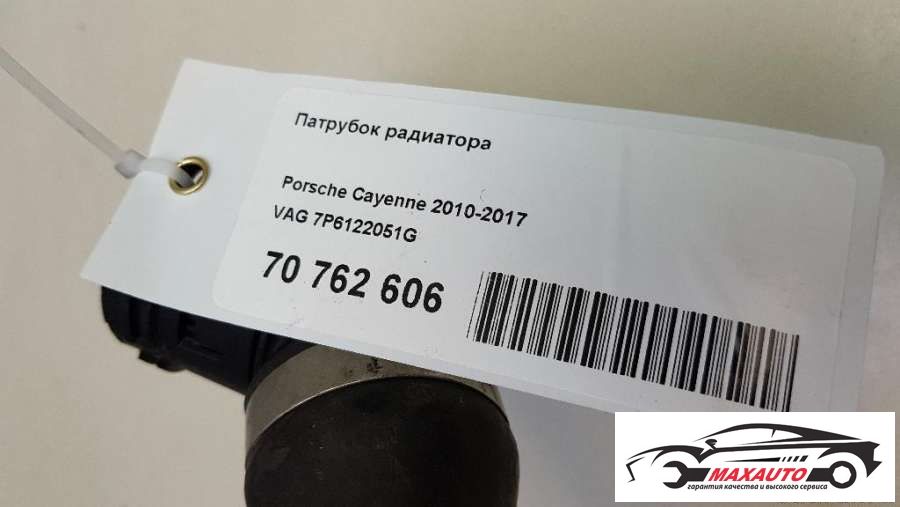 Патрубок радиатора
Porsche Cayenne 2010-2017
VAG 7P6122051G
70 762 606
MAXAUTO
гарантия качества и высокого сервиса